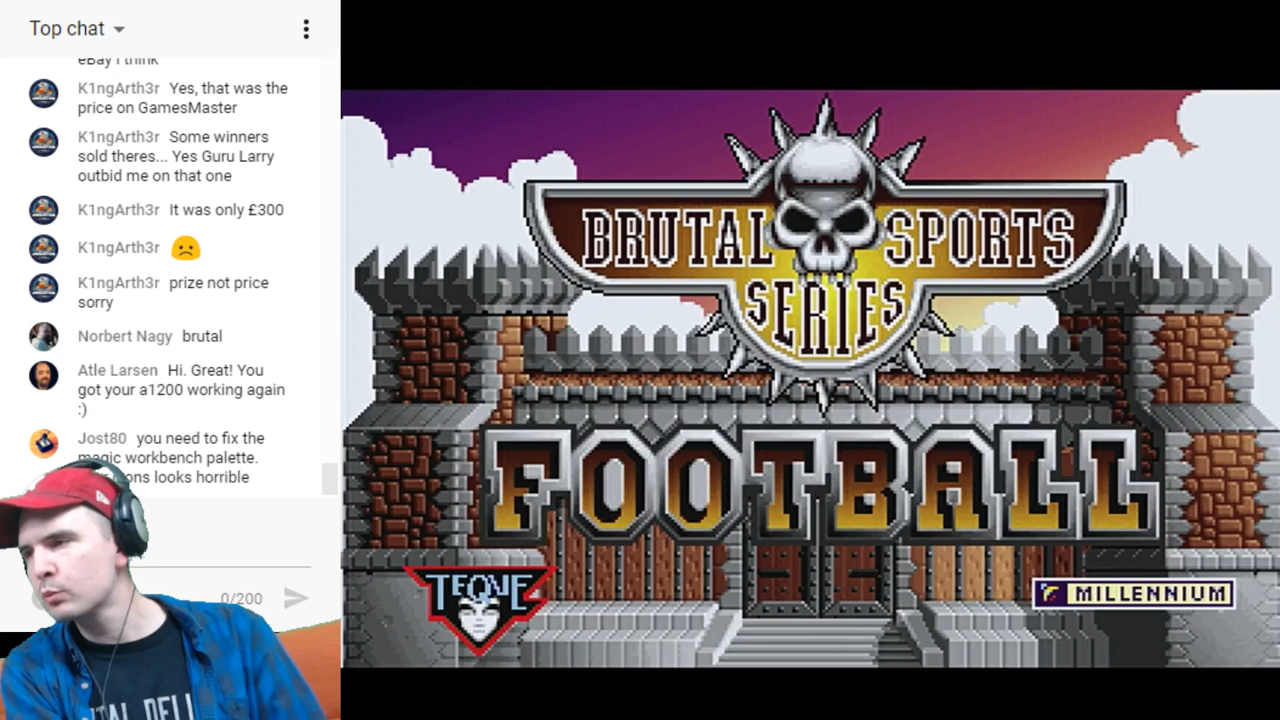 Top chat
eBay I think
K1ngArth3r Yes, that was the
price on GamesMaster
K1ngArth3r Some winners
sold theres... Yes Guru Larry
outbid me on that one
K1ngArth3r It was only £300
K1ngArth3r
K1ngArth3r prize not price
sorry
Norbert Nagy brutal
Atle Larsen Hi. Great! You
got your a1200 working again
:)
Jost80 you need to fix the
magic workbench palette.
looks horrible
0/200
BRUTAL SPORTS
SERIES
FOOTBALL
TEQUE
MILLENNIUM